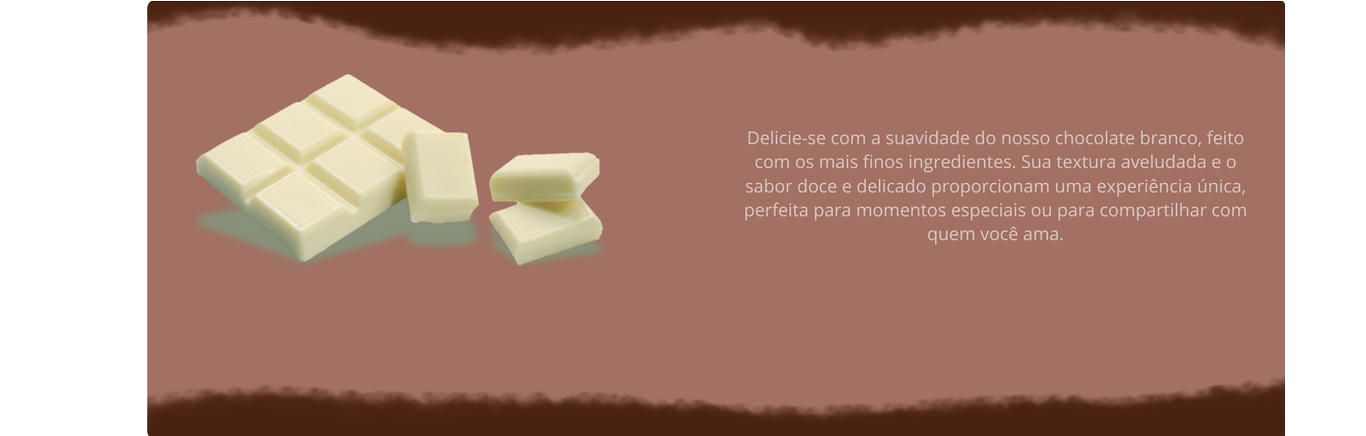 Delicie-se com a suavidade do nosso chocolate branco, feito
com os mais finos ingredientes. Sua textura aveludada e o
sabor doce e delicado proporcionam uma experiência única,
perfeita para momentos especiais ou para compartilhar com
quem você ama.